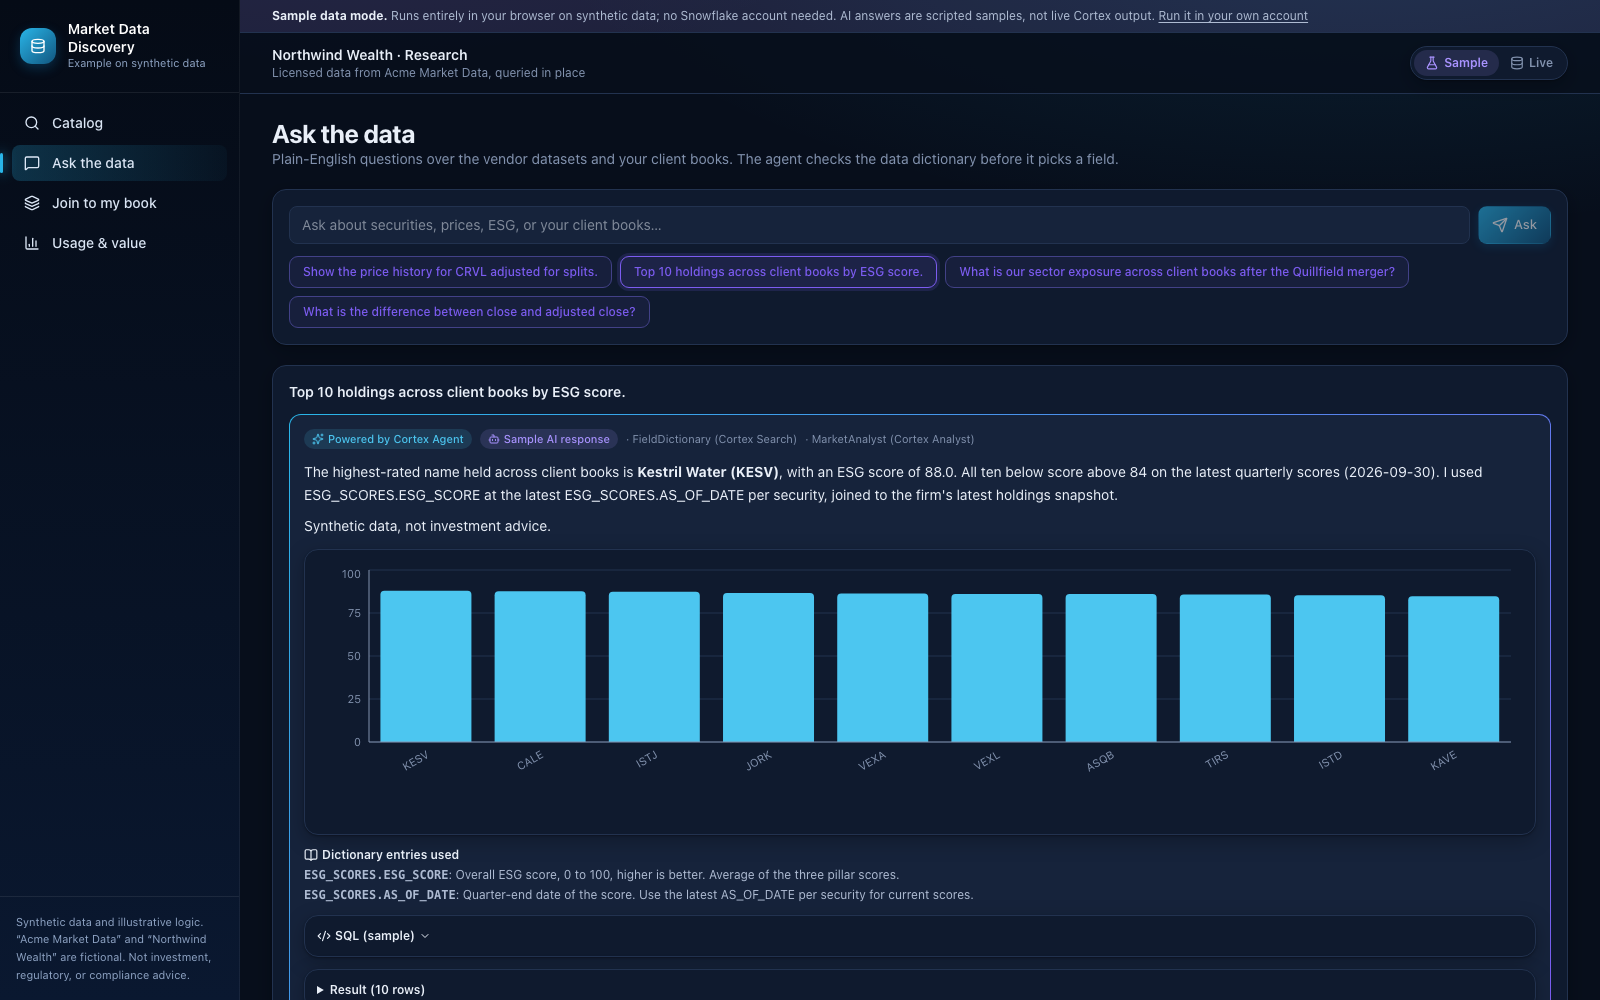 Market Data
Discovery
Example on synthetic data
Catalog
Ask the data
Join to my book
Usage & value
Synthetic data and illustrative logic.
“Acme Market Data” and “Northwind
Wealth” are fictional. Not investment,
regulatory, or compliance advice.
Sample data mode. Runs entirely in your browser on synthetic data; no Snowflake account needed. AI answers are scripted samples, not live Cortex output. Run it in your own account
Northwind Wealth · Research
Licensed data from Acme Market Data, queried in place
Sample
Live
Ask the data
Plain-English questions over the vendor datasets and your client books. The agent checks the data dictionary before it picks a field.
Ask about securities, prices, ESG, or your client books...
Ask
Show the price history for CRVL adjusted for splits.
Top 10 holdings across client books by ESG score.
What is our sector exposure across client books after the Quillfield merger?
What is the difference between close and adjusted close?
Top 10 holdings across client books by ESG score.
Powered by Cortex Agent
Sample AI response
· FieldDictionary (Cortex Search)
· MarketAnalyst (Cortex Analyst)
The highest-rated name held across client books is Kestril Water (KESV), with an ESG score of 88.0. All ten below score above 84 on the latest quarterly scores (2026-09-30). I used
ESG_SCORES.ESG_SCORE at the latest ESG_SCORES.AS_OF_DATE per security, joined to the firm's latest holdings snapshot.
Synthetic data, not investment advice.
100
75
50
25
0
KESV
CALE
ISTJ
JORK
VEXA
VEXL
ASQB
TIRS
ISTD
KAVE
Dictionary entries used
ESG_SCORES.ESG_SCORE: Overall ESG score, 0 to 100, higher is better. Average of the three pillar scores.
ESG_SCORES.AS_OF_DATE: Quarter-end date of the score. Use the latest AS_OF_DATE per security for current scores.
SQL (sample)
Result (10 rows)